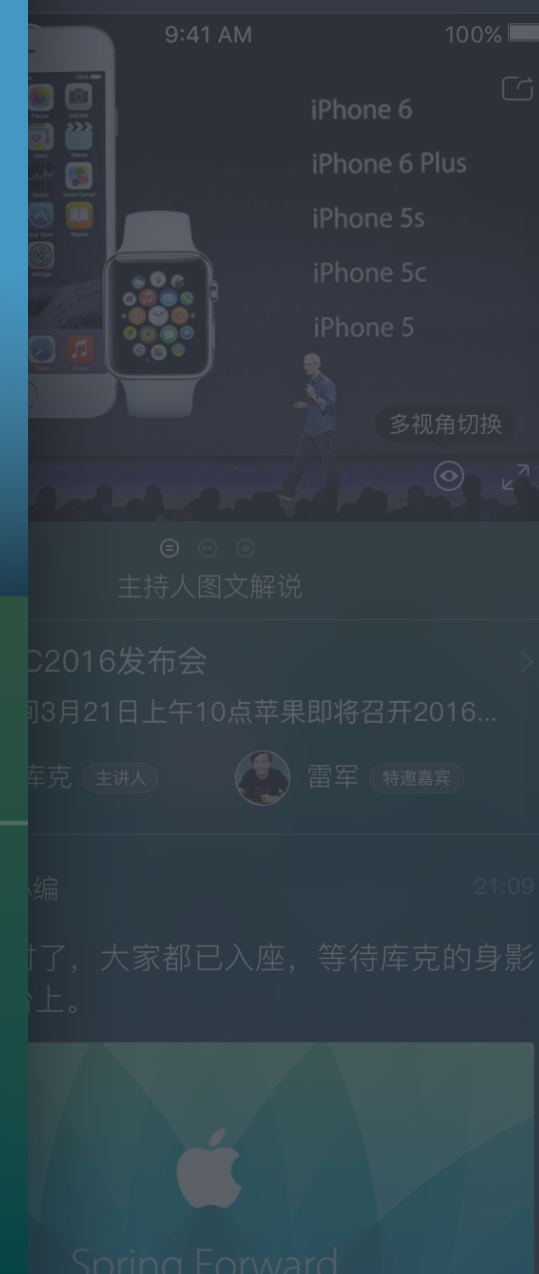 9:41 AM 100%
iPhone 6
iPhone 6 Plus
iPhone 5s
iPhone 5c
iPhone 5
多视角切换
主持人图文解说
C2016发布会
间3月21日上午10点苹果即将召开2016...
库克 主讲人 雷军 特邀嘉宾
小编 21:09
时了，大家都已入座，等待库克的身影
台上。
Spring Forward